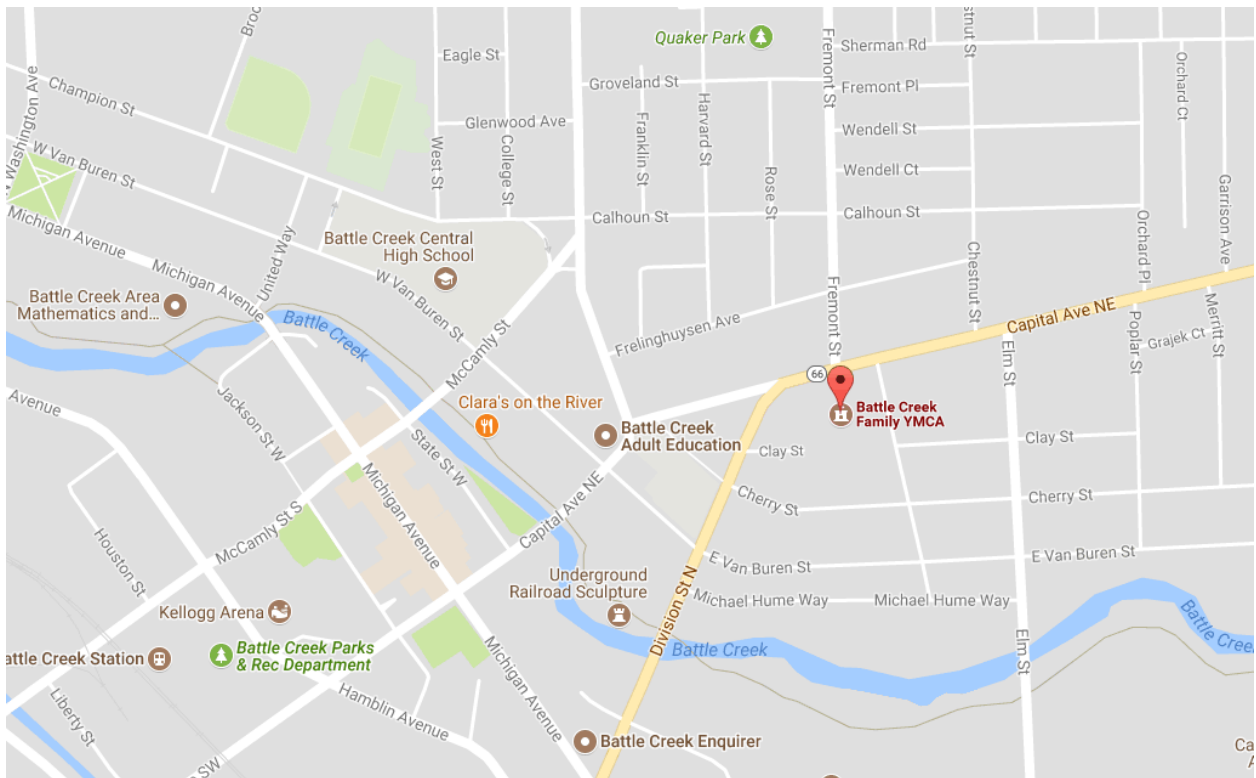 Quaker Park
Sherman Rd
Fremont St
Chestnut St
Orchard Ct
Eagle St
Groveland St
Fremont Pl
Champion St
W Washington Ave
Glenwood Ave
Wendell St
West St
College St
Franklin St
Harvard St
Rose St
Wendell Ct
Garrison Ave
W Van Buren St
Michigan Avenue
Calhoun St
Calhoun St
Orchard Pl
Battle Creek Central
High School
United Way
Michigan Avenue
W Van Buren St
Chestnut St
Fremont St
Battle Creek Area
Mathematics and...
Battle Creek
McCamly St
Frelinghuysen Ave
Capital Ave NE
Elm St
Poplar St
Merritt St
Grajek Ct
66
Avenue
Jackson St W
Clara's on the River
Battle Creek
Family YMCA
Battle Creek
Adult Education
State St W
Michigan Avenue
Clay St
Clay St
Cherry St
Cherry St
McCamly St S
Capital Ave NE
Houston St
E Van Buren St
E Van Buren St
Underground
Railroad Sculpture
Michael Hume Way
Michael Hume Way
Kellogg Arena
Division St N
Battle Creek
Battle Creek
Elm St
attle Creek Station
Battle Creek Parks
& Rec Department
Michigan Avenue
Liberty St
Hamblin Avenue
Battle Creek Enquirer
SW
Ca